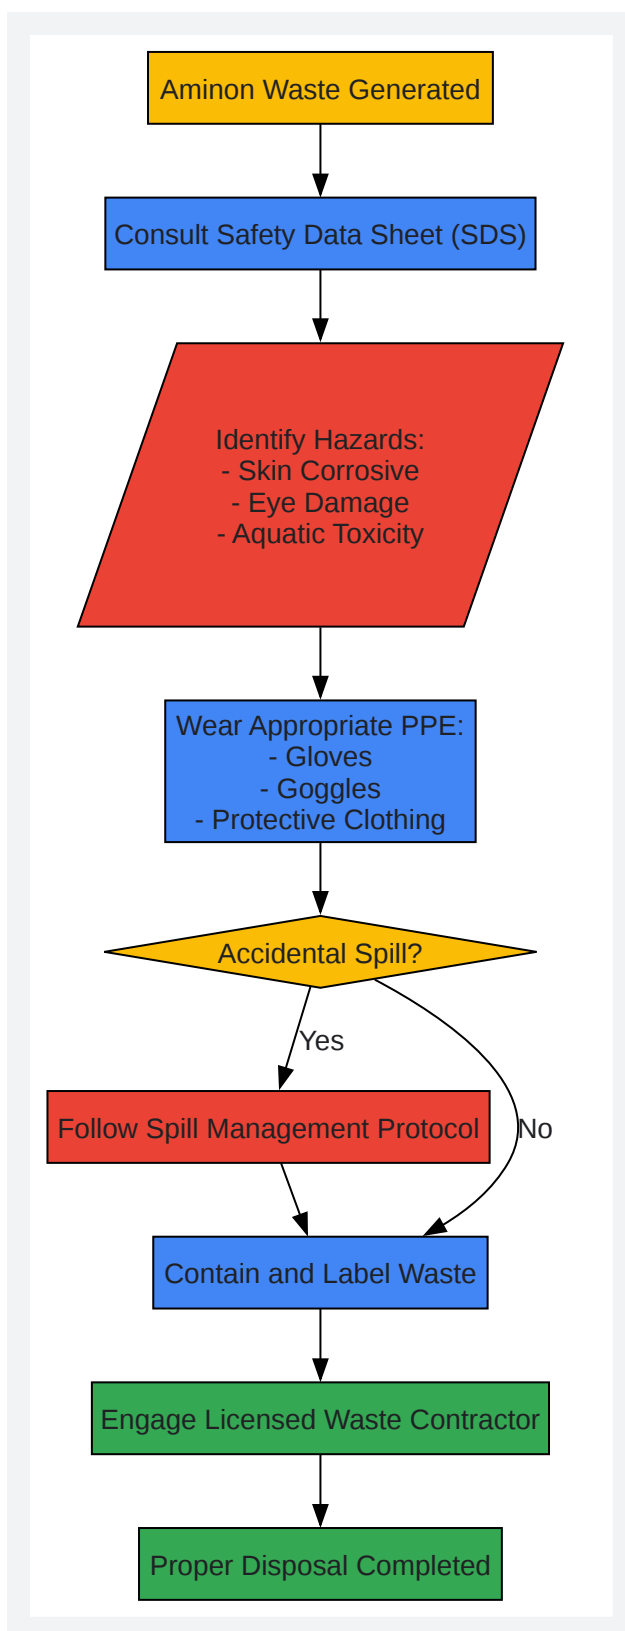 Aminon Waste Generated
Consult Safety Data Sheet (SDS)
Identify Hazards:
- Skin Corrosive
- Eye Damage
- Aquatic Toxicity
Wear Appropriate PPE:
- Gloves
- Goggles
- Protective Clothing
Accidental Spill?
Yes
Follow Spill Management Protocol
No
Contain and Label Waste
Engage Licensed Waste Contractor
Proper Disposal Completed